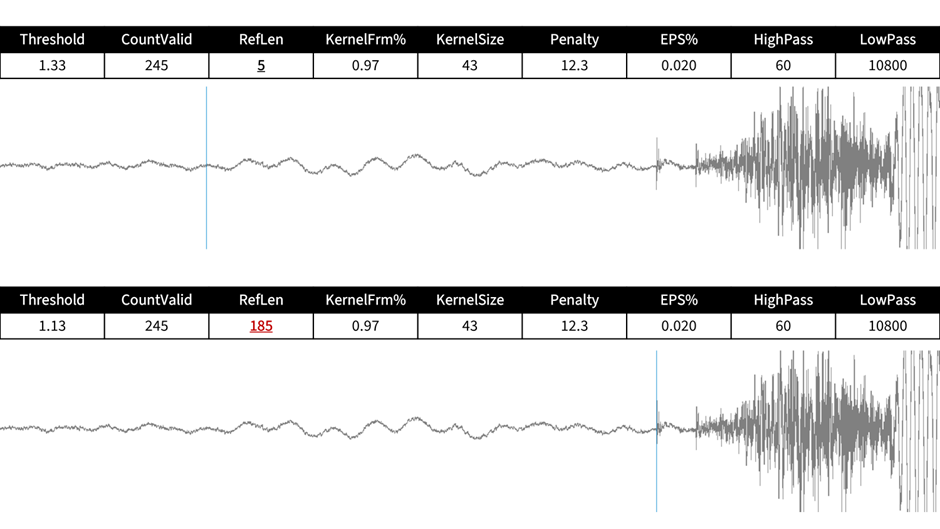 Threshold CountValid RefLen KernelFrm% KernelSize Penalty EPS% HighPass LowPass
1.33 245 5 0.97 43 12.3 0.020 60 10800
Threshold CountValid RefLen KernelFrm% KernelSize Penalty EPS% HighPass LowPass
1.13 245 185 0.97 43 12.3 0.020 60 10800